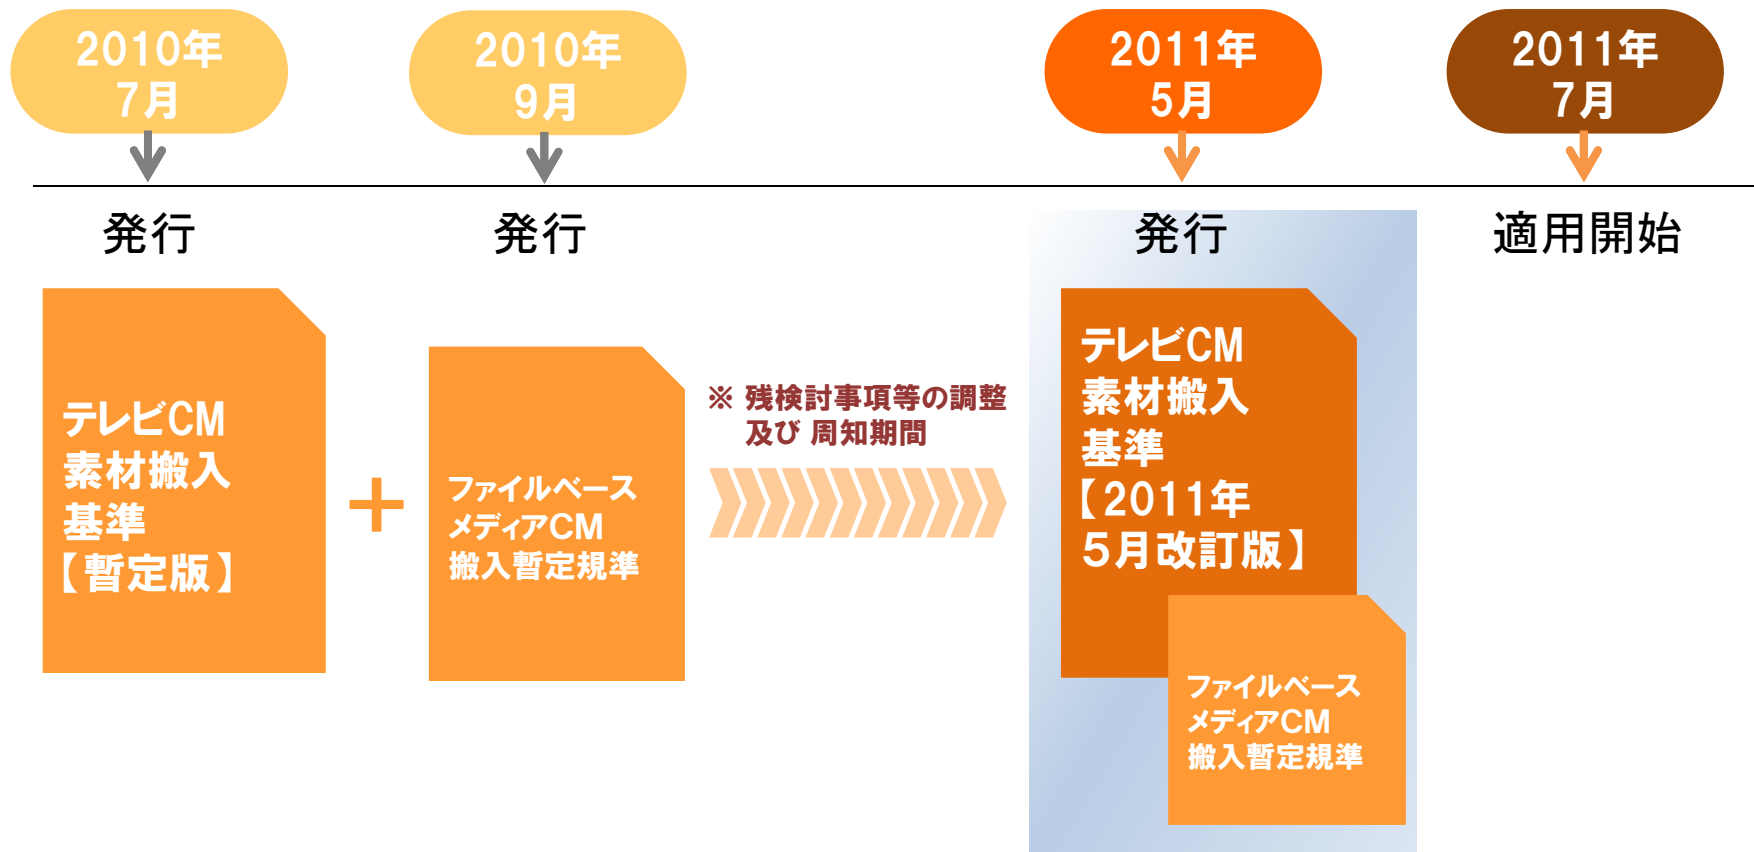 2010年
7月
2010年
9月
2011年
5月
2011年
7月
発行
発行
発行
適用開始
テレビCM
素材搬入
基準
【暫定版】
＋
ファイルベース
メディアCM
搬入暫定規準
※ 残検討事項等の調整
及び 周知期間
テレビCM
素材搬入
基準
【2011年
5月改訂版】
ファイルベース
メディアCM
搬入暫定規準